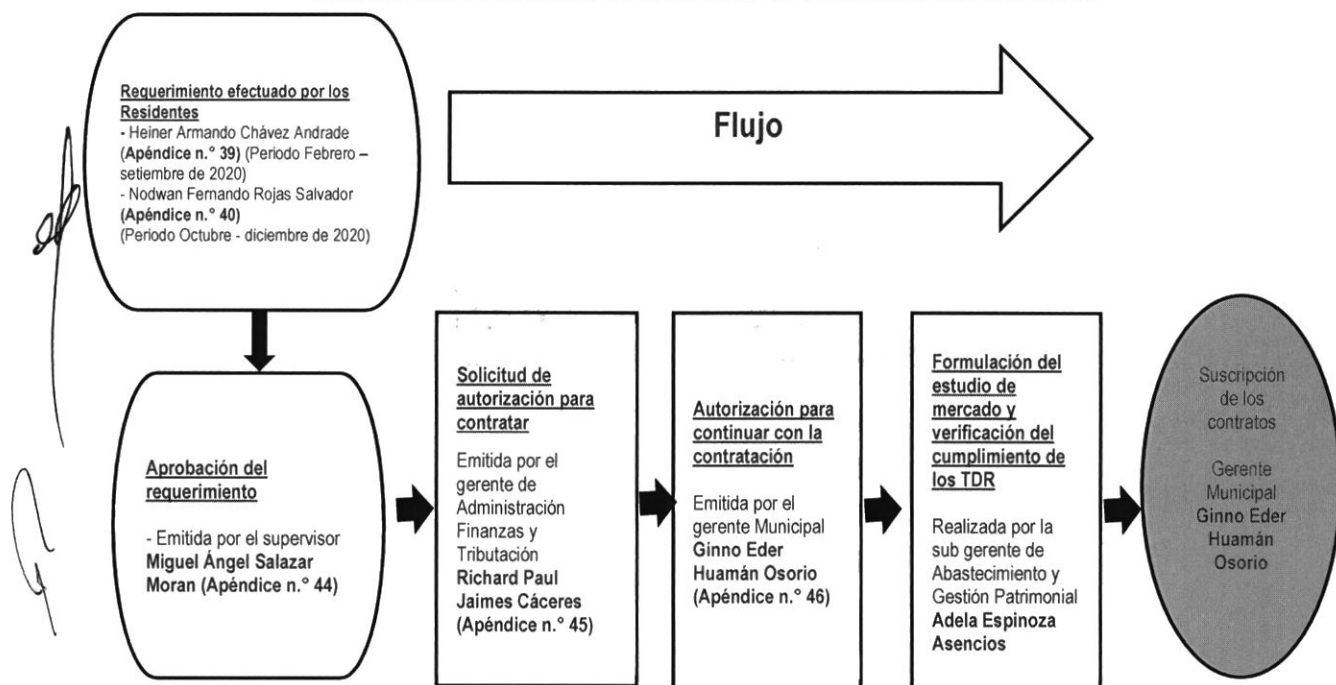 Requerimiento efectuado por los
Residentes
- Heiner Armando Chávez Andrade
(Apéndice n.° 39) (Periodo Febrero –
setiembre de 2020)
- Nodwan Fernando Rojas Salvador
(Apéndice n.° 40)
(Periodo Octubre - diciembre de 2020)
Flujo
Aprobación del
requerimiento
- Emitida por el supervisor
Miguel Ángel Salazar
Moran (Apéndice n.° 44)
Solicitud de
autorización para
contratar
Emitida por el
gerente de
Administración
Finanzas y
Tributación
Richard Paul
Jaimes Cáceres
(Apéndice n.° 45)
Autorización para
continuar con la
contratación
Emitida por el
gerente Municipal
Ginno Eder
Huamán Osorio
(Apéndice n.° 46)
Formulación del
estudio de
mercado y
verificación del
cumplimiento de
los TDR
Realizada por la
sub gerente de
Abastecimiento y
Gestión Patrimonial
Adela Espinoza
Asencios
Suscripción
de los
contratos
Gerente
Municipal
Ginno Eder
Huamán
Osorio